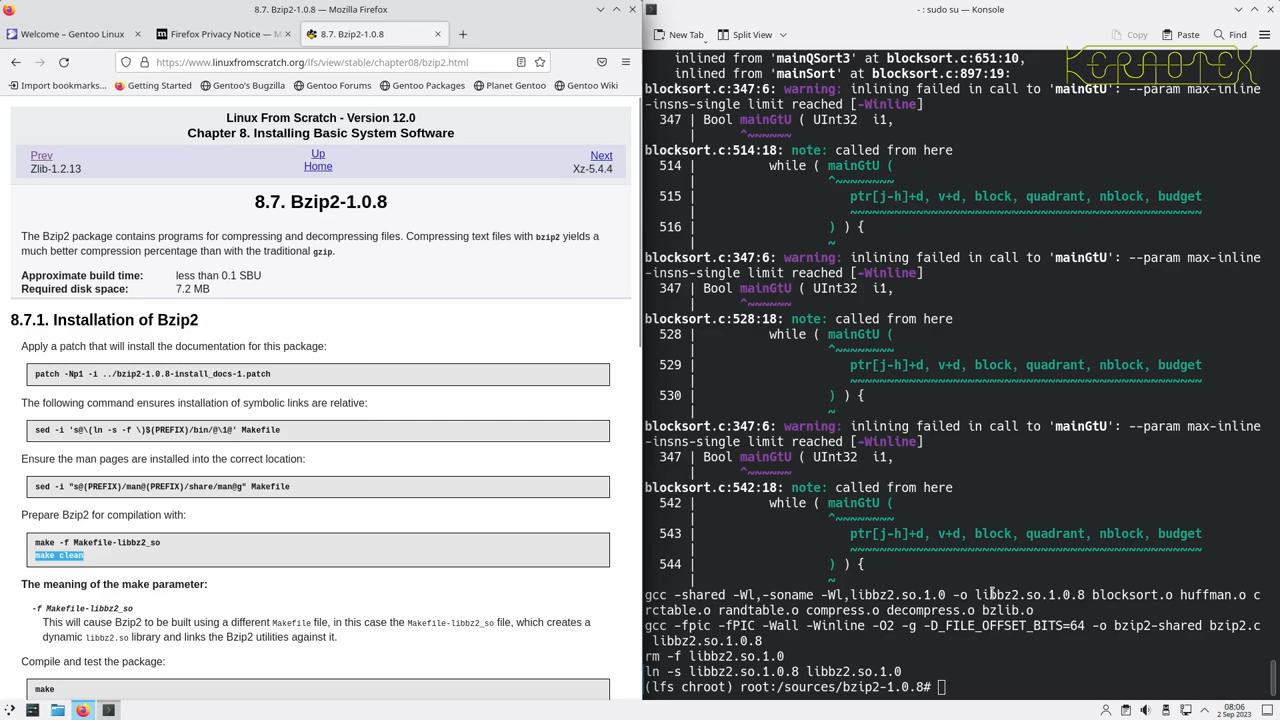 8.7. Bzip2-1.0.8 — Mozilla Firefox
Welcome – Gentoo Linux
Firefox Privacy Notice — M
8.7. Bzip2-1.0.8
https://www.linuxfromscratch.org/lfs/view/stable/chapter08/bzip2.html
Import bookmarks...
Getting Started
Gentoo's Bugzilla
Gentoo Forums
Gentoo Packages
Planet Gentoo
Gentoo Wiki
Linux From Scratch - Version 12.0
Chapter 8. Installing Basic System Software
Prev
Up
Next
Zlib-1.2.13
Home
Xz-5.4.4
8.7. Bzip2-1.0.8
The Bzip2 package contains programs for compressing and decompressing files. Compressing text files with bzip2 yields a
much better compression percentage than with the traditional gzip.
Approximate build time: less than 0.1 SBU
Required disk space: 7.2 MB
8.7.1. Installation of Bzip2
Apply a patch that will install the documentation for this package:
patch -Np1 -i ../bzip2-1.0.8-install_docs-1.patch
The following command ensures installation of symbolic links are relative:
sed -i 's@\(ln -s -f \)$(PREFIX)/bin/@\1@' Makefile
Ensure the man pages are installed into the correct location:
sed -i "s@(PREFIX)/man@(PREFIX)/share/man@g" Makefile
Prepare Bzip2 for compilation with:
make -f Makefile-libbz2_so
make clean
The meaning of the make parameter:
-f Makefile-libbz2_so
This will cause Bzip2 to be built using a different Makefile file, in this case the Makefile-libbz2_so file, which creates a
dynamic libbz2.so library and links the Bzip2 utilities against it.
Compile and test the package:
make
- : sudo su — Konsole
New Tab
Split View
Copy
Paste
Find
KERNOTEX
inlined from 'mainQSort3' at blocksort.c:651:10,
inlined from 'mainSort' at blocksort.c:897:19:
blocksort.c:347:6: warning: inlining failed in call to 'mainGtU': --param max-inline
-insns-single limit reached [-Winline]
347 | Bool mainGtU ( UInt32  i1,
| ^~~~~~~
blocksort.c:514:18: note: called from here
514 | while ( mainGtU (
| ^~~~~~~~~
515 | ptr[j-h]+d, v+d, block, quadrant, nblock, budget
| ~~~~~~~~~~~~~~~~~~~~~~~~~~~~~~~~~~~~~~~~~~~~~~~~
516 | ) ) {
| ~
blocksort.c:347:6: warning: inlining failed in call to 'mainGtU': --param max-inline
-insns-single limit reached [-Winline]
347 | Bool mainGtU ( UInt32  i1,
| ^~~~~~~
blocksort.c:528:18: note: called from here
528 | while ( mainGtU (
| ^~~~~~~~~
529 | ptr[j-h]+d, v+d, block, quadrant, nblock, budget
| ~~~~~~~~~~~~~~~~~~~~~~~~~~~~~~~~~~~~~~~~~~~~~~~~
530 | ) ) {
| ~
blocksort.c:347:6: warning: inlining failed in call to 'mainGtU': --param max-inline
-insns-single limit reached [-Winline]
347 | Bool mainGtU ( UInt32  i1,
| ^~~~~~~
blocksort.c:542:18: note: called from here
542 | while ( mainGtU (
| ^~~~~~~~~
543 | ptr[j-h]+d, v+d, block, quadrant, nblock, budget
| ~~~~~~~~~~~~~~~~~~~~~~~~~~~~~~~~~~~~~~~~~~~~~~~~
544 | ) ) {
| ~
gcc -shared -Wl,-soname -Wl,libbz2.so.1.0 -o libbz2.so.1.0.8 blocksort.o huffman.o c
rctable.o randtable.o compress.o decompress.o bzlib.o
gcc -fpic -fPIC -Wall -Winline -O2 -g -D_FILE_OFFSET_BITS=64 -o bzip2-shared bzip2.c
libbz2.so.1.0.8
rm -f libbz2.so.1.0
ln -s libbz2.so.1.0.8 libbz2.so.1.0
(lfs chroot) root:/sources/bzip2-1.0.8#
08:06
2 Sep 2023